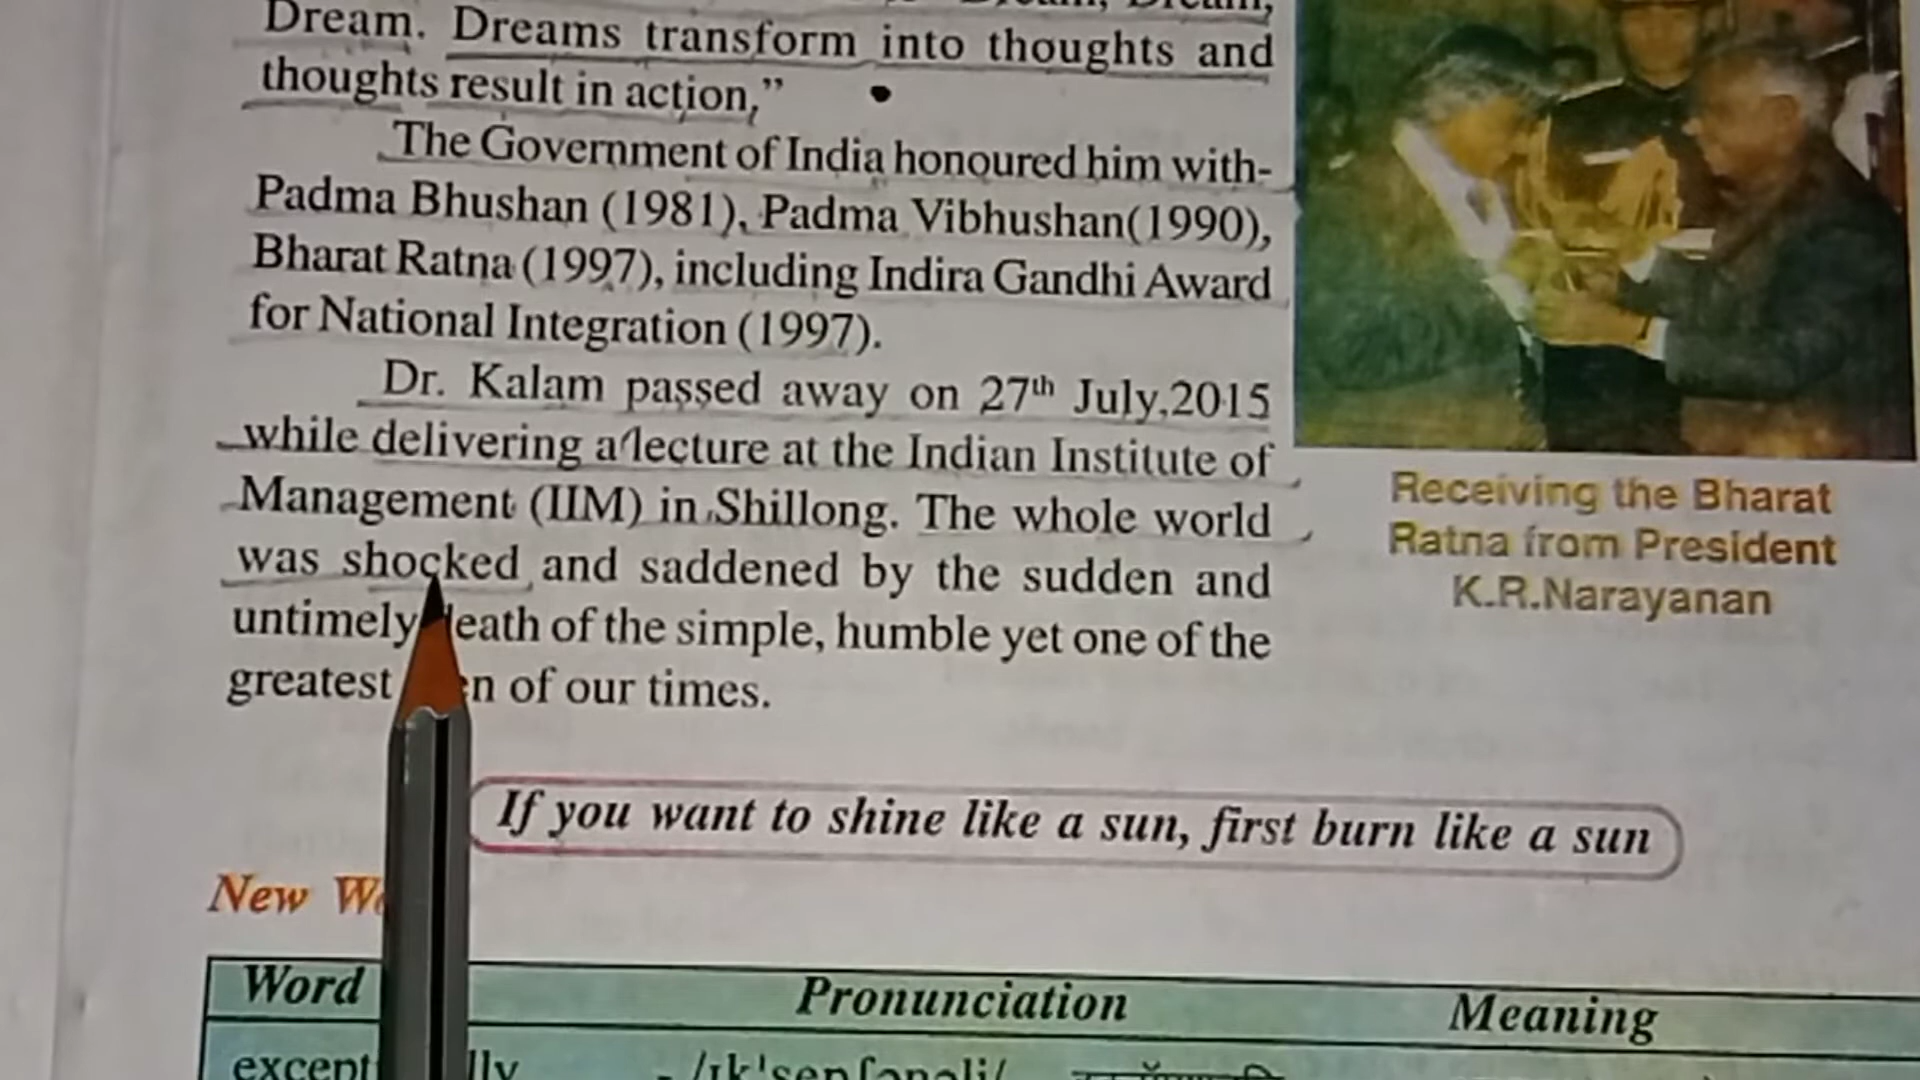 Dream. Dreams transform into thoughts and
thoughts result in action,”
The Government of India honoured him with-
Padma Bhushan (1981), Padma Vibhushan(1990),
Bharat Ratna (1997), including Indira Gandhi Award
for National Integration (1997).
Dr. Kalam passed away on 27th July,2015
while delivering a lecture at the Indian Institute of
Management (IIM) in Shillong. The whole world
was shocked and saddened by the sudden and
untimely death of the simple, humble yet one of the
greatest of our times.
Receiving the Bharat
Ratna from President
K.R.Narayanan
If you want to shine like a sun, first burn like a sun
New
Word Pronunciation Meaning